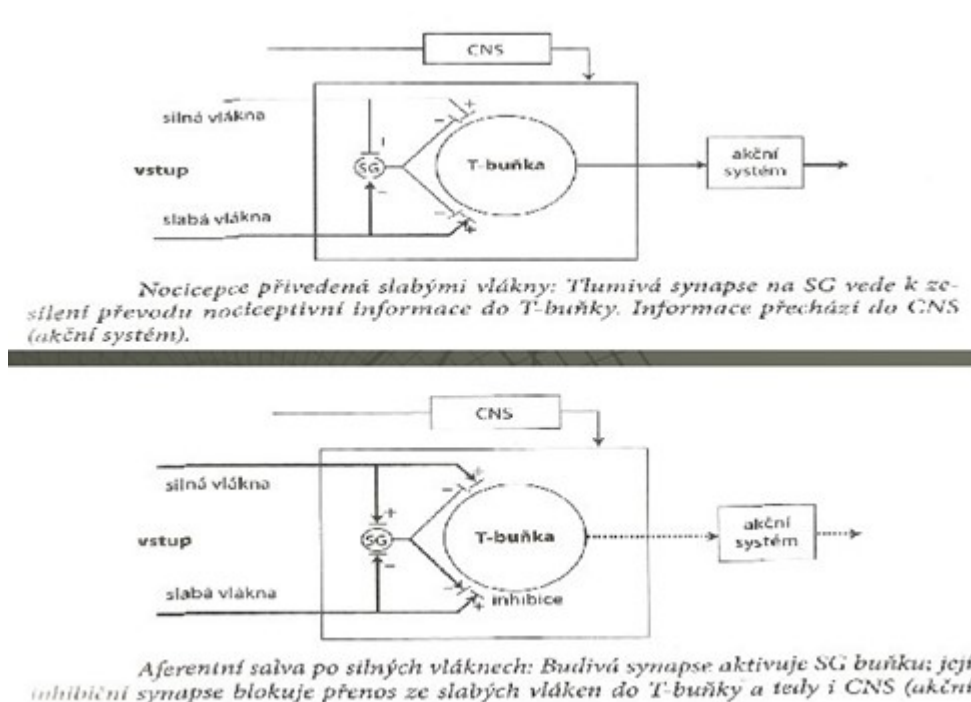 CNS
silná vlákna
+
-
+
SG
T-buňka
akční
systém
vstup
-
-
+
slabá vlákna
Nocicepce přivedená slabými vlákny: Tlumivá synapse na SG vede k ze-
sílení převodu nociceptivní informace do T-buňky. Informace přechází do CNS
(akční systém).
CNS
silná vlákna
+
-
+
SG
T-buňka
akční
systém
vstup
-
-
+
inhibice
slabá vlákna
Aferentní salva po silných vláknech: Budivá synapse aktivuje SG buňku; její
inhibiční synapse blokuje přenos ze slabých vláken do T-buňky a tedy i CNS (akční